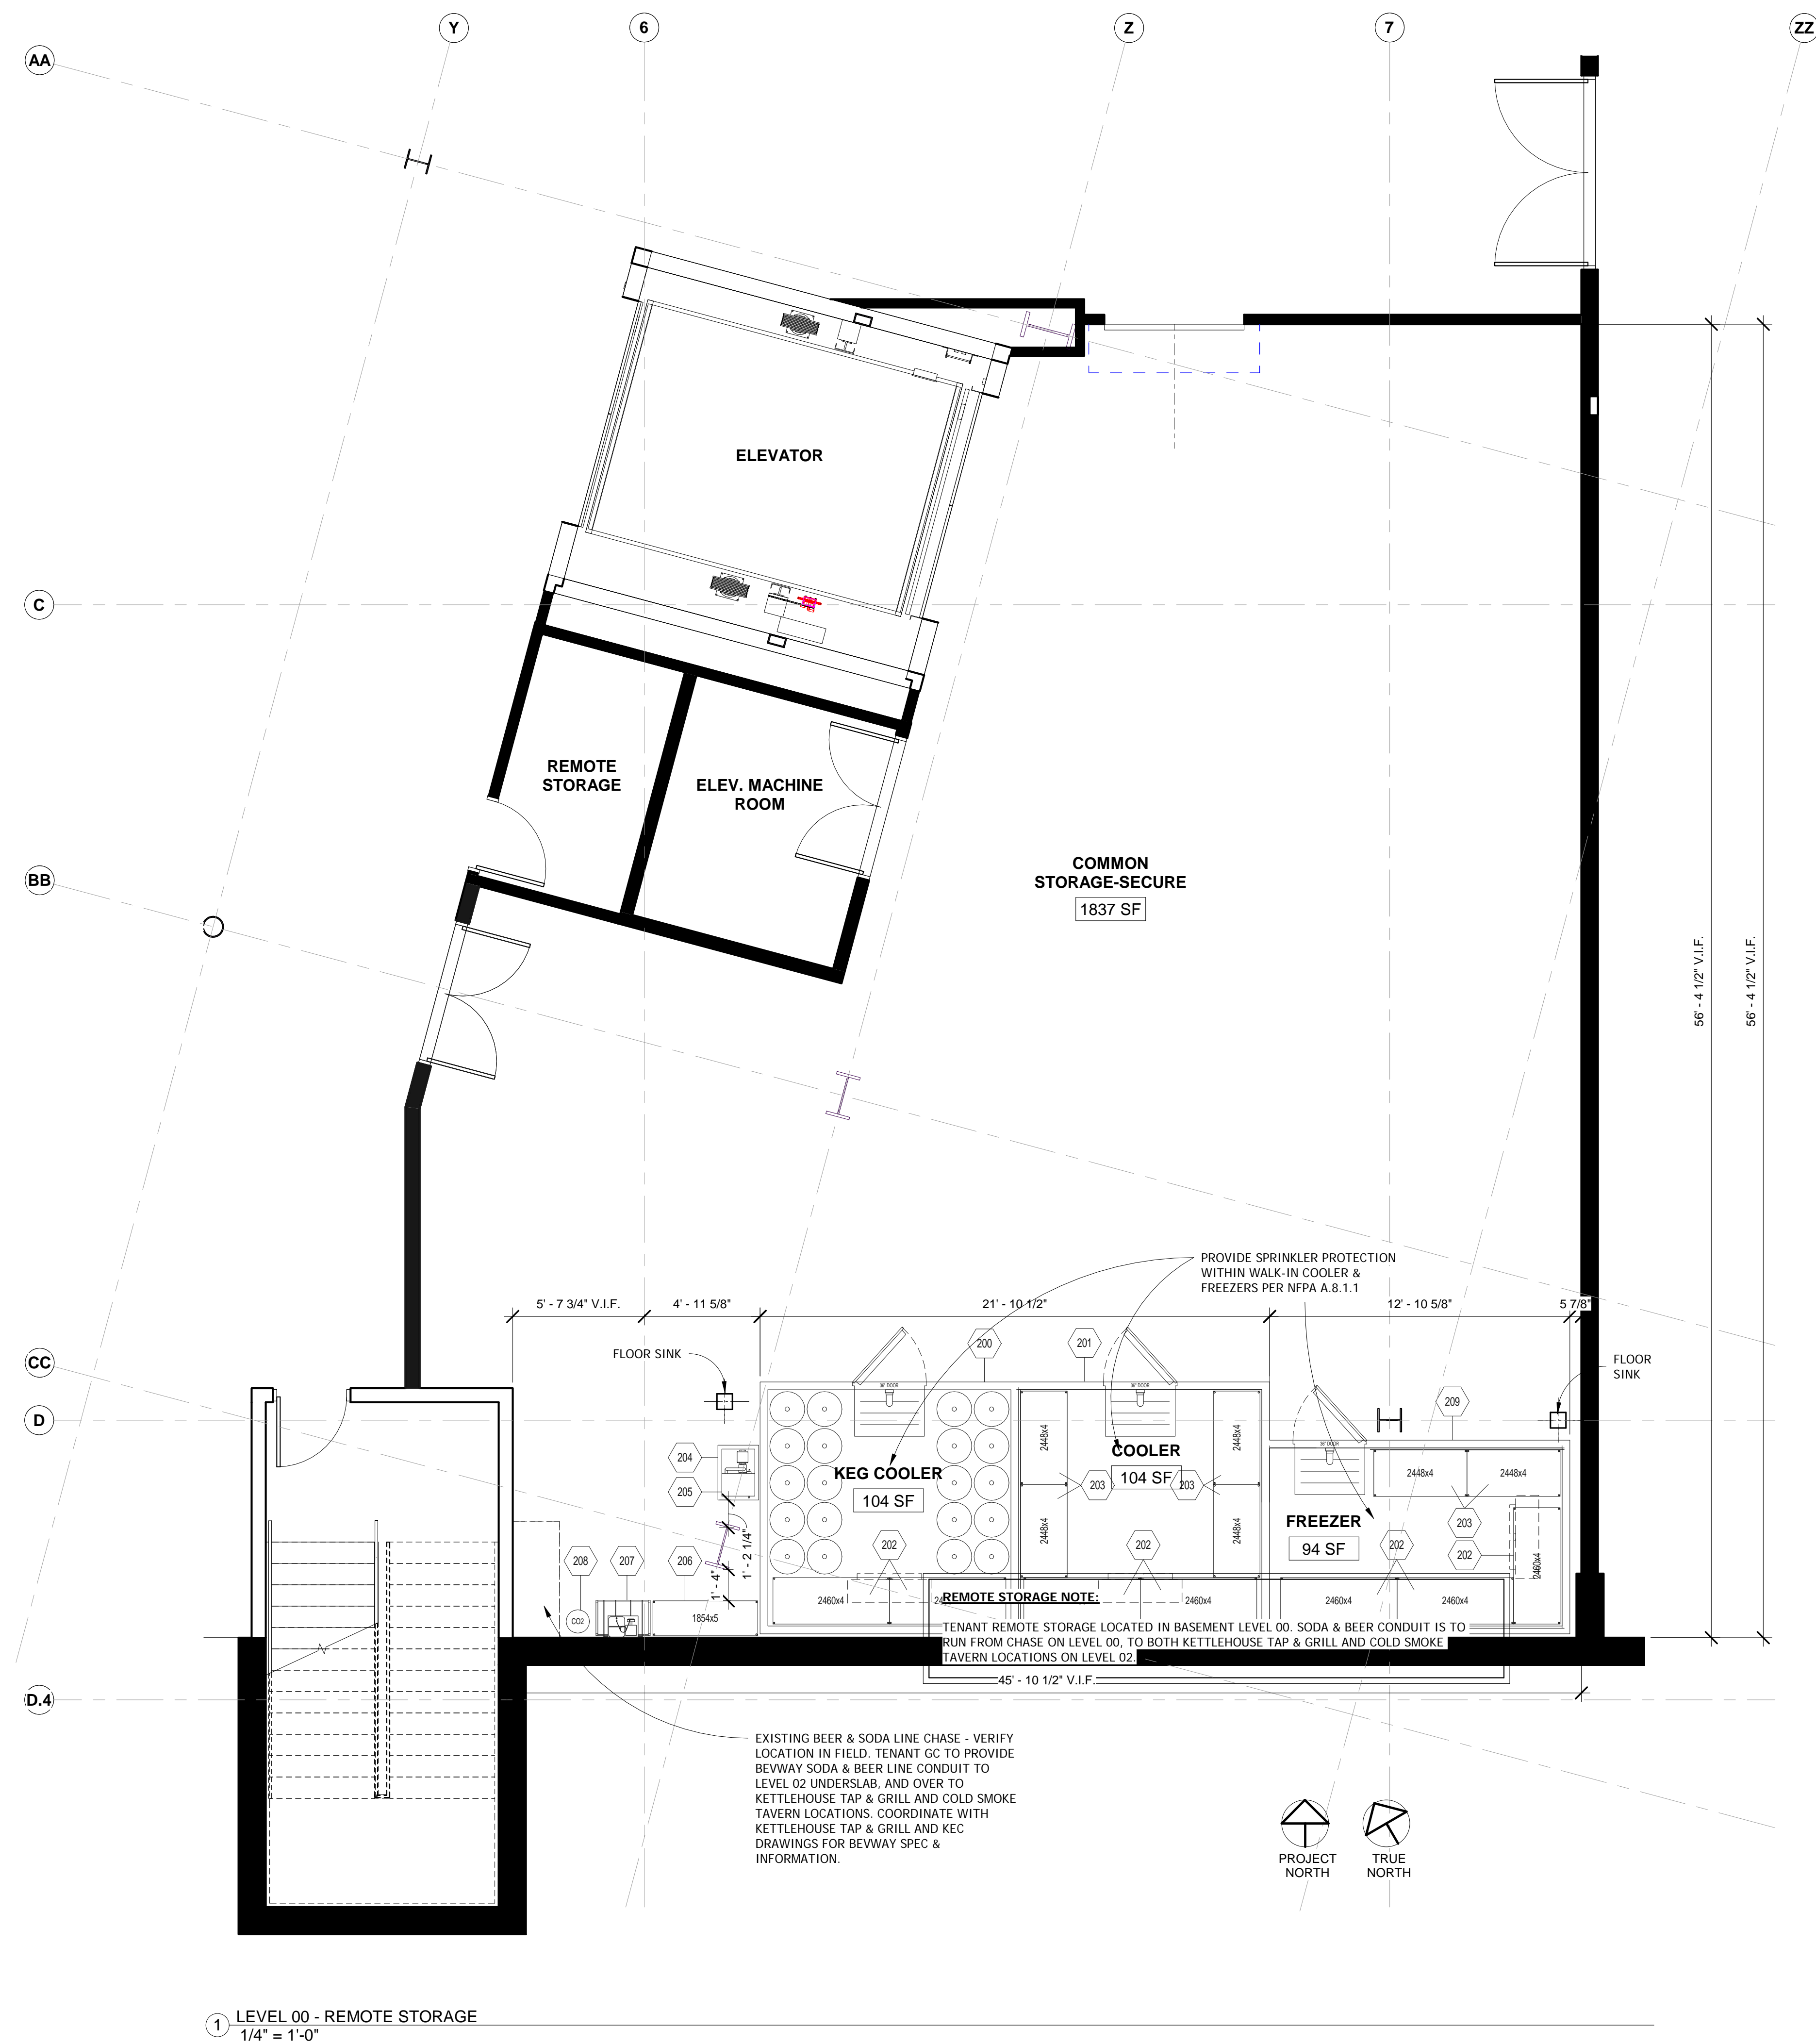 Y
6
Z
7
ZZ
AA
ELEVATOR
C
REMOTE
STORAGE
ELEV. MACHINE
ROOM
COMMON
STORAGE-SECURE
1837 SF
BB
56' - 4 1/2" V.I.F.
56' - 4 1/2" V.I.F.
PROVIDE SPRINKLER PROTECTION
WITHIN WALK-IN COOLER &
FREEZERS PER NFPA A.8.1.1
5' - 7 3/4" V.I.F.
4' - 11 5/8"
21' - 10 1/2"
12' - 10 5/8"
5 7/8"
CC
FLOOR SINK
200
201
FLOOR
SINK
36" DOOR
36" DOOR
209
D
2448x4
2448x4
36" DOOR
COOLER
104 SF
204
KEG COOLER
104 SF
205
203
203
2448x4
2448x4
203
FREEZER
94 SF
2448x4
2448x4
1' - 2 1/4"
1' - 4"
202
202
202
202
2460x4
208
207
206
CO2
1854x5
2460x4
2460x4
2460x4
2460x4
REMOTE STORAGE NOTE:
TENANT REMOTE STORAGE LOCATED IN BASEMENT LEVEL 00. SODA & BEER CONDUIT IS TO
RUN FROM CHASE ON LEVEL 00, TO BOTH KETTLEHOUSE TAP & GRILL AND COLD SMOKE
TAVERN LOCATIONS ON LEVEL 02.
45' - 10 1/2" V.I.F.
D.4
EXISTING BEER & SODA LINE CHASE - VERIFY
LOCATION IN FIELD. TENANT GC TO PROVIDE
BEVWAY SODA & BEER LINE CONDUIT TO
LEVEL 02 UNDERSLAB, AND OVER TO
KETTLEHOUSE TAP & GRILL AND COLD SMOKE
TAVERN LOCATIONS. COORDINATE WITH
KETTLEHOUSE TAP & GRILL AND KEC
DRAWINGS FOR BEVWAY SPEC &
INFORMATION.
PROJECT
NORTH
TRUE
NORTH
1
LEVEL 00 - REMOTE STORAGE
1/4" = 1'-0"